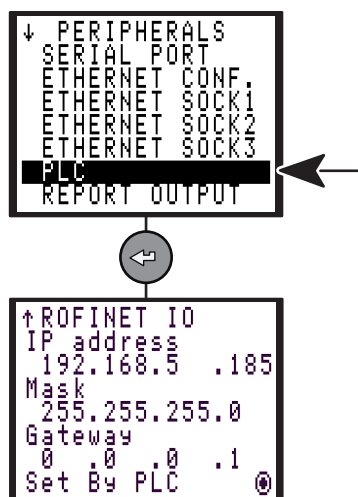 ↓ PERIPHERALS
SERIAL PORT
ETHERNET CONF.
ETHERNET SOCK1
ETHERNET SOCK2
ETHERNET SOCK3
PLC
REPORT OUTPUT
↑ROFINET IO
IP address
192.168.5 .185
Mask
255.255.255.0
Gateway
0 .0 .0 .1
Set By PLC